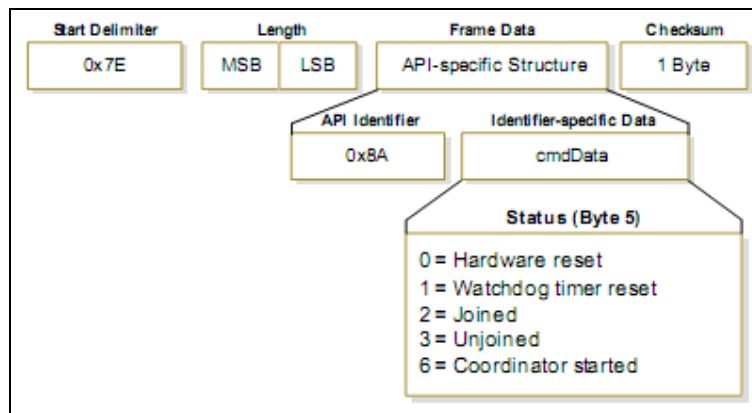 Start Delimiter Length Frame Data Checksum
0x7E MSB LSB API-specific Structure 1 Byte
API Identifier Identifier-specific Data
0x8A cmdData
Status (Byte 5)
0 = Hardware reset
1 = Watchdog timer reset
2 = Joined
3 = Unjoined
6 = Coordinator started